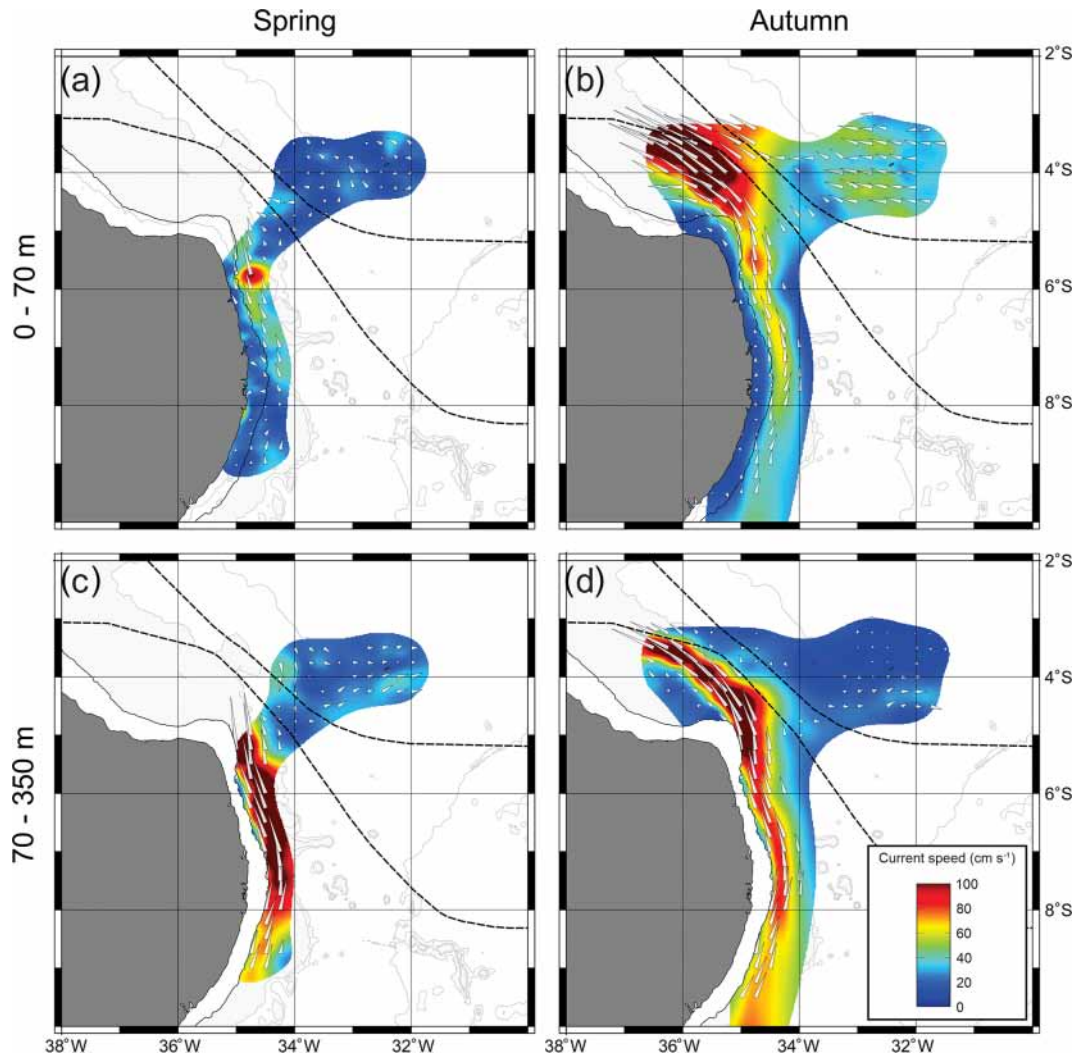 Spring Autumn
(a) (b) 2°S
4°S
0 - 70 m
6°S
8°S
(c) (d) 2°S
4°S
70 - 350 m
6°S
Current speed (cm s⁻¹)
100
80
8°S
60
40
20
0
38°W 36°W 34°W 32°W 38°W 36°W 34°W 32°W